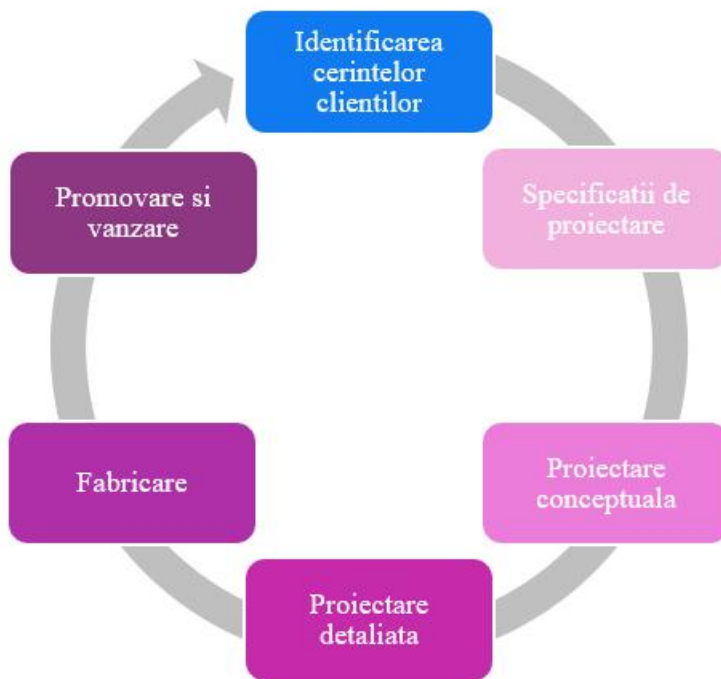 Identificarea
cerintelor
clientilor
Specificatii de
proiectare
Proiectare
conceptuala
Proiectare
detaliata
Fabricare
Promovare si
vanzare